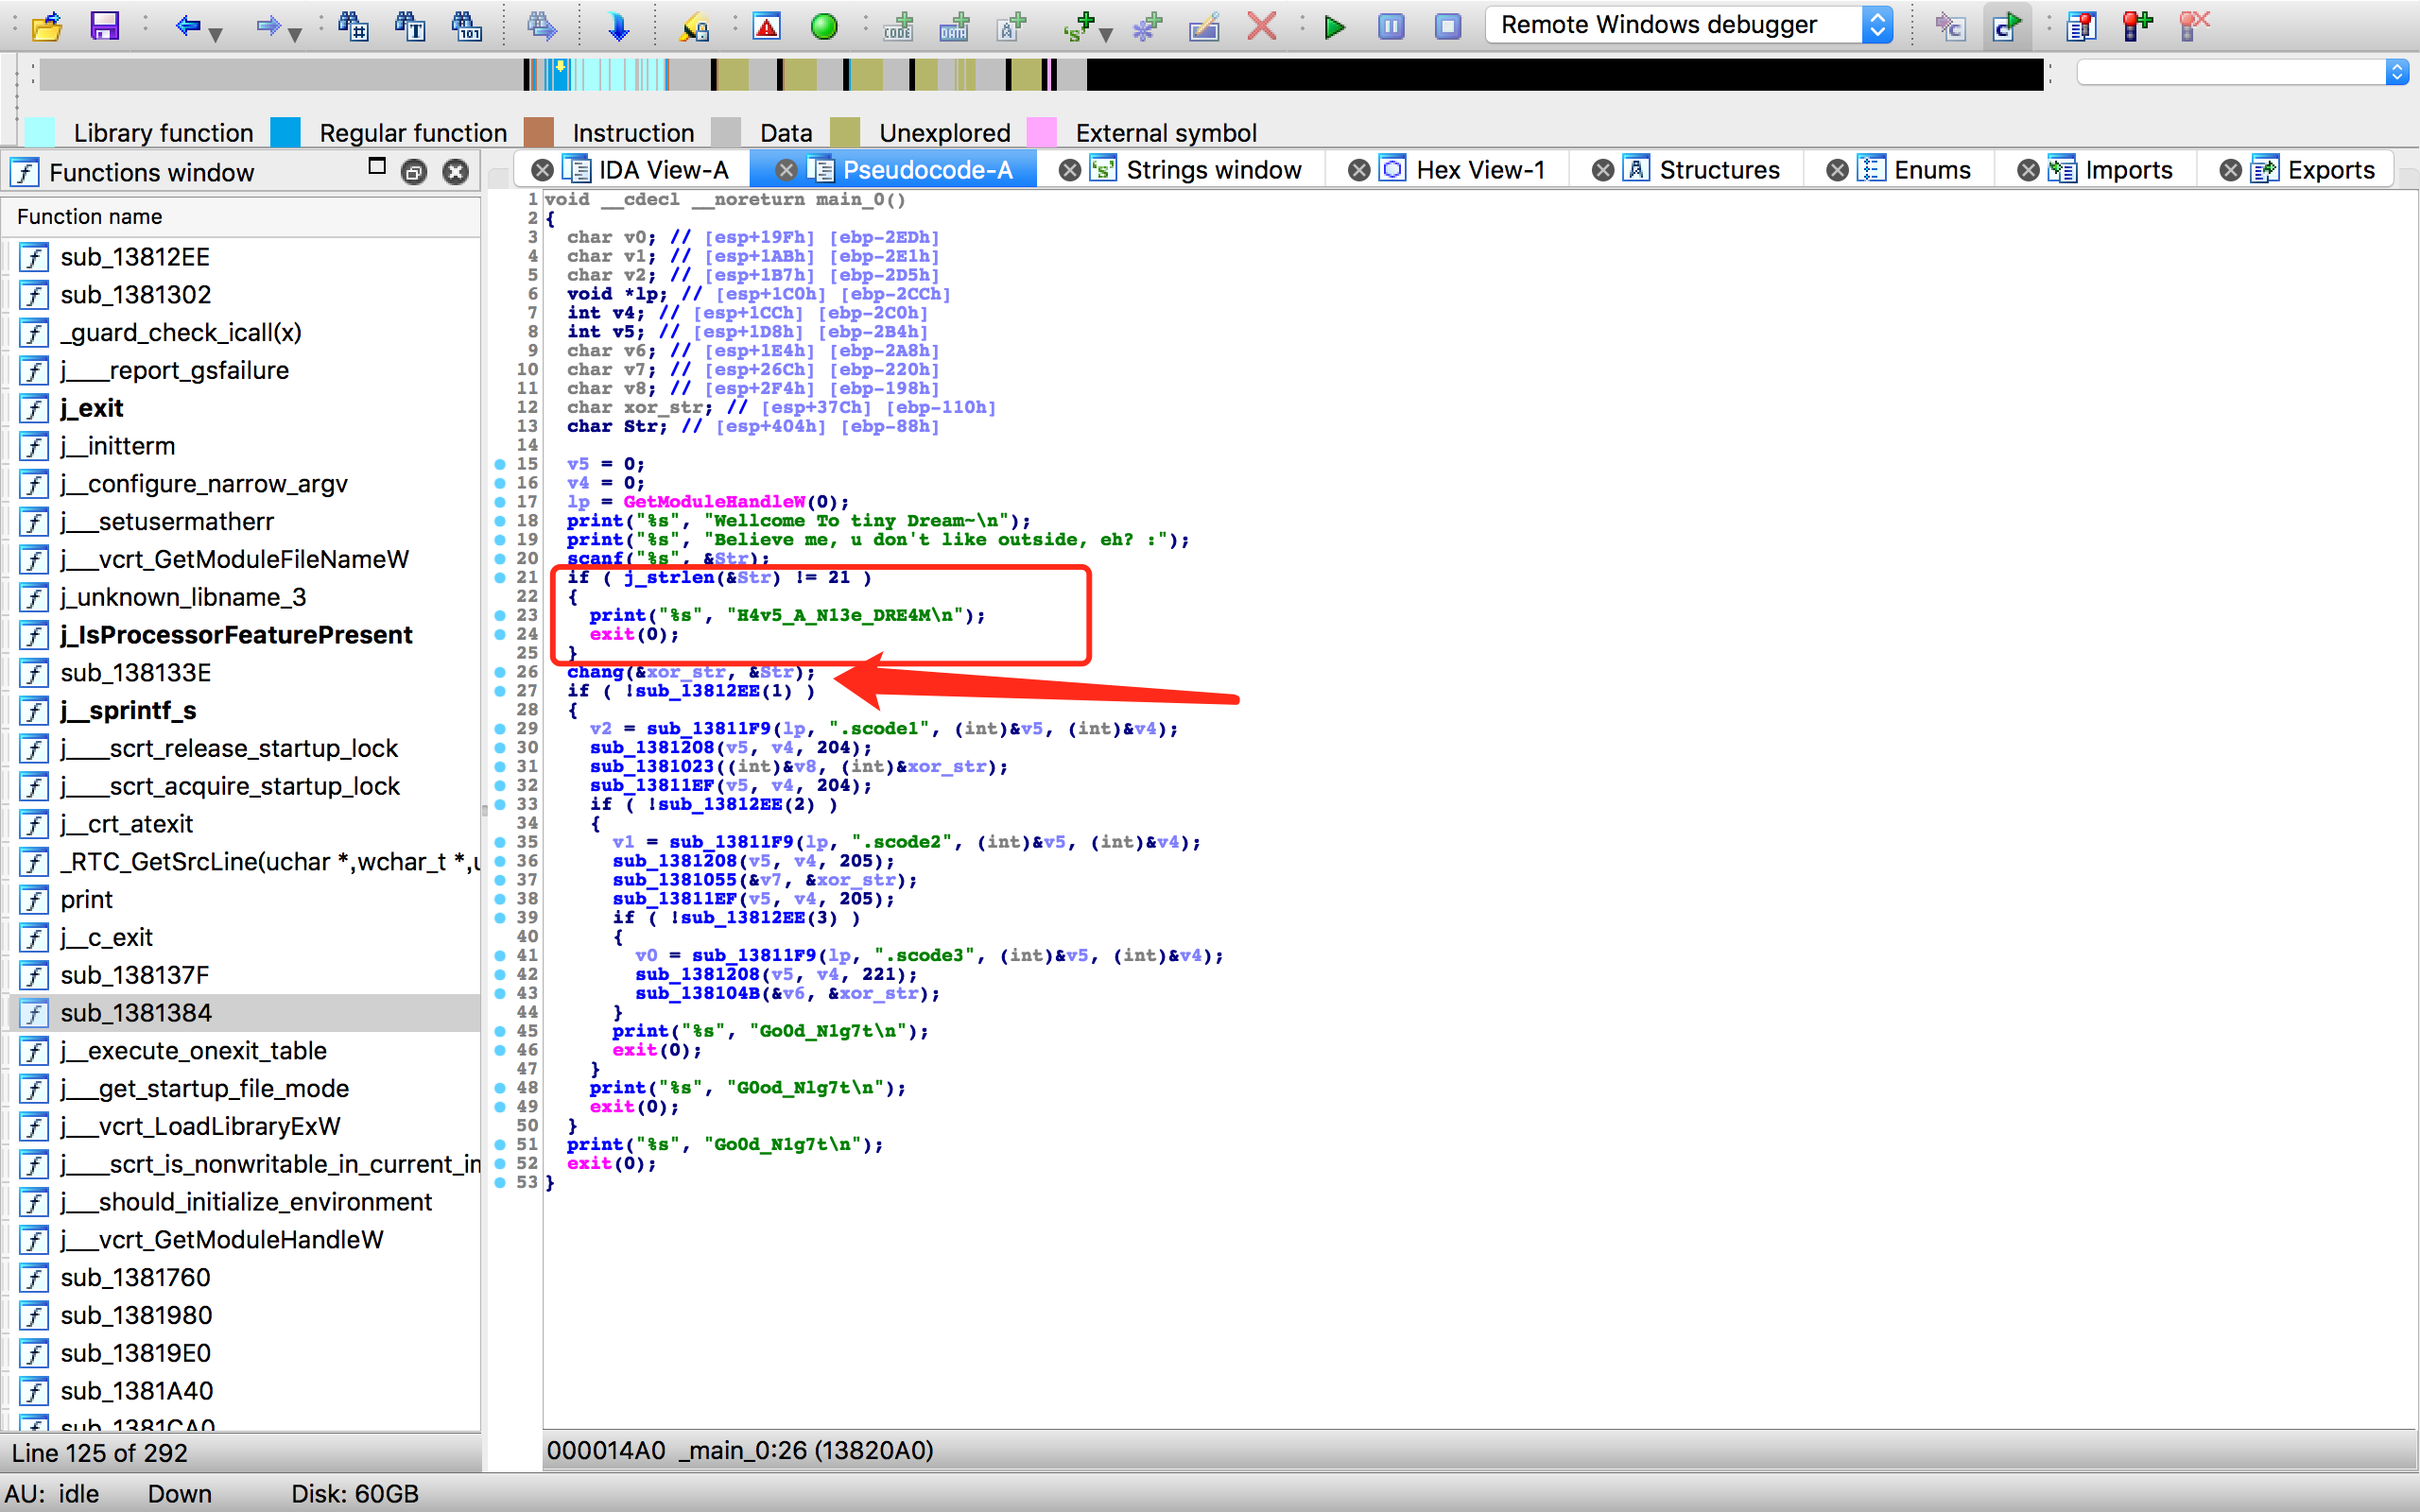 Remote Windows debugger
Library function Regular function Instruction Data Unexplored External symbol
Functions window
IDA View-A Pseudocode-A Strings window Hex View-1 Structures Enums Imports Exports
Function name
sub_13812EE
sub_1381302
_guard_check_icall(x)
j____report_gsfailure
j_exit
j__initterm
j__configure_narrow_argv
j___setusermatherr
j___vcrt_GetModuleFileNameW
j_unknown_libname_3
j_IsProcessorFeaturePresent
sub_138133E
j__sprintf_s
j____scrt_release_startup_lock
j____scrt_acquire_startup_lock
j__crt_atexit
_RTC_GetSrcLine(uchar *,wchar_t *,u
print
j__c_exit
sub_138137F
sub_1381384
j__execute_onexit_table
j___get_startup_file_mode
j___vcrt_LoadLibraryExW
j____scrt_is_nonwritable_in_current_in
j___should_initialize_environment
j___vcrt_GetModuleHandleW
sub_1381760
sub_1381980
sub_13819E0
sub_1381A40
sub_1381CA0
Line 125 of 292
1 void __cdecl __noreturn main_0()
2 {
3 char v0; // [esp+19Fh] [ebp-2EDh]
4 char v1; // [esp+1ABh] [ebp-2E1h]
5 char v2; // [esp+1B7h] [ebp-2D5h]
6 void *lp; // [esp+1C0h] [ebp-2CCh]
7 int v4; // [esp+1CCh] [ebp-2C0h]
8 int v5; // [esp+1D8h] [ebp-2B4h]
9 char v6; // [esp+1E4h] [ebp-2A8h]
10 char v7; // [esp+26Ch] [ebp-220h]
11 char v8; // [esp+2F4h] [ebp-198h]
12 char xor_str; // [esp+37Ch] [ebp-110h]
13 char Str; // [esp+404h] [ebp-88h]
14
15 v5 = 0;
16 v4 = 0;
17 lp = GetModuleHandleW(0);
18 print("%s", "Wellcome To tiny Dream~\n");
19 print("%s", "Believe me, u don't like outside, eh? :");
20 scanf("%s", &Str);
21 if ( j_strlen(&Str) != 21 )
22 {
23 print("%s", "H4v5_A_N13e_DRE4M\n");
24 exit(0);
25 }
26 chang(&xor_str, &Str);
27 if ( !sub_13812EE(1) )
28 {
29 v2 = sub_13811F9(lp, ".scode1", (int)&v5, (int)&v4);
30 sub_1381208(v5, v4, 204);
31 sub_1381023((int)&v8, (int)&xor_str);
32 sub_13811EF(v5, v4, 204);
33 if ( !sub_13812EE(2) )
34 {
35 v1 = sub_13811F9(lp, ".scode2", (int)&v5, (int)&v4);
36 sub_1381208(v5, v4, 205);
37 sub_1381055(&v7, &xor_str);
38 sub_13811EF(v5, v4, 205);
39 if ( !sub_13812EE(3) )
40 {
41 v0 = sub_13811F9(lp, ".scode3", (int)&v5, (int)&v4);
42 sub_1381208(v5, v4, 221);
43 sub_138104B(&v6, &xor_str);
44 }
45 print("%s", "Go0d_N1g7t\n");
46 exit(0);
47 }
48 print("%s", "G0od_N1g7t\n");
49 exit(0);
50 }
51 print("%s", "Go0d_N1g7t\n");
52 exit(0);
53 }
000014A0 _main_0:26 (13820A0)
AU: idle Down Disk: 60GB